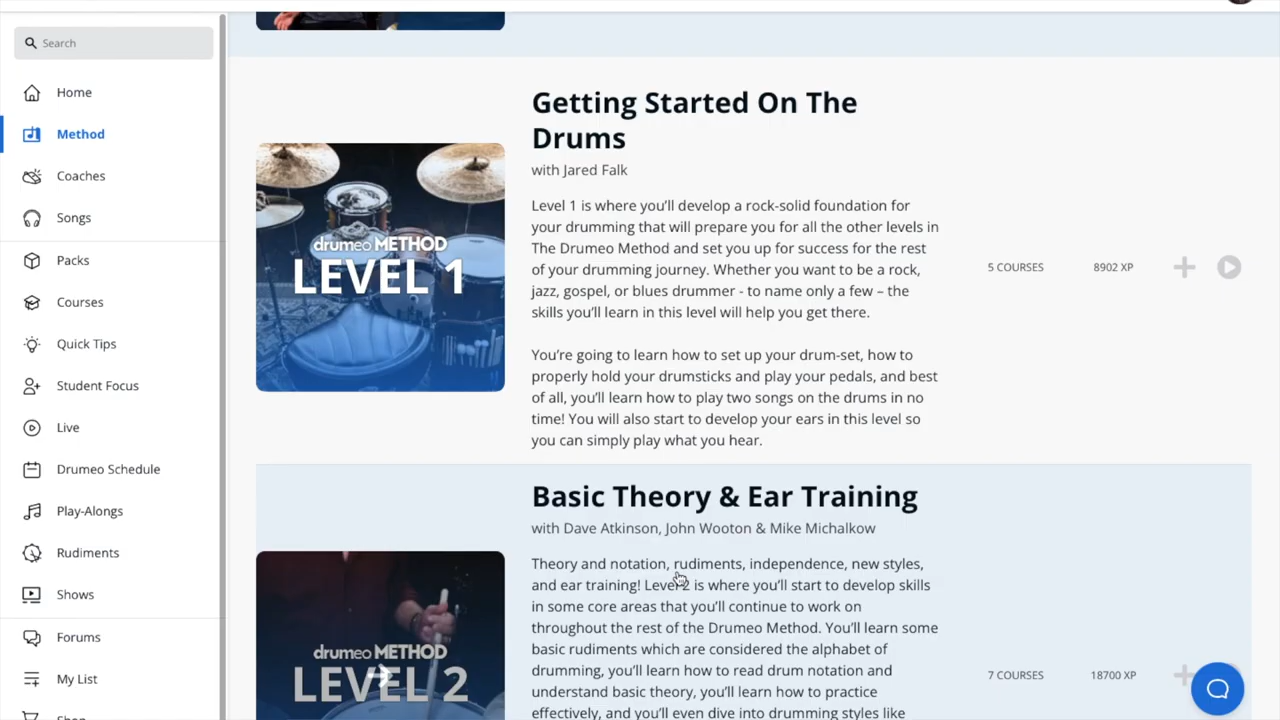 Search
Home
Method
Coaches
Songs
Packs
Courses
Quick Tips
Student Focus
Live
Drumeo Schedule
Play-Alongs
Rudiments
Shows
Forums
My List
Shop
drumeo METHOD
LEVEL 1
Getting Started On The
Drums
with Jared Falk
Level 1 is where you’ll develop a rock-solid foundation for
your drumming that will prepare you for all the other levels in
The Drumeo Method and set you up for success for the rest
of your drumming journey. Whether you want to be a rock,
jazz, gospel, or blues drummer - to name only a few – the
skills you’ll learn in this level will help you get there.
You’re going to learn how to set up your drum-set, how to
properly hold your drumsticks and play your pedals, and best
of all, you’ll learn how to play two songs on the drums in no
time! You will also start to develop your ears in this level so
you can simply play what you hear.
5 COURSES
8902 XP
drumeo METHOD
LEVEL 2
Basic Theory & Ear Training
with Dave Atkinson, John Wooton & Mike Michalkow
Theory and notation, rudiments, independence, new styles,
and ear training! Level 2 is where you’ll start to develop skills
in some core areas that you’ll continue to work on
throughout the rest of the Drumeo Method. You’ll learn some
basic rudiments which are considered the alphabet of
drumming, you’ll learn how to read drum notation and
understand basic theory, you’ll learn how to practice
effectively, and you’ll even dive into drumming styles like
7 COURSES
18700 XP